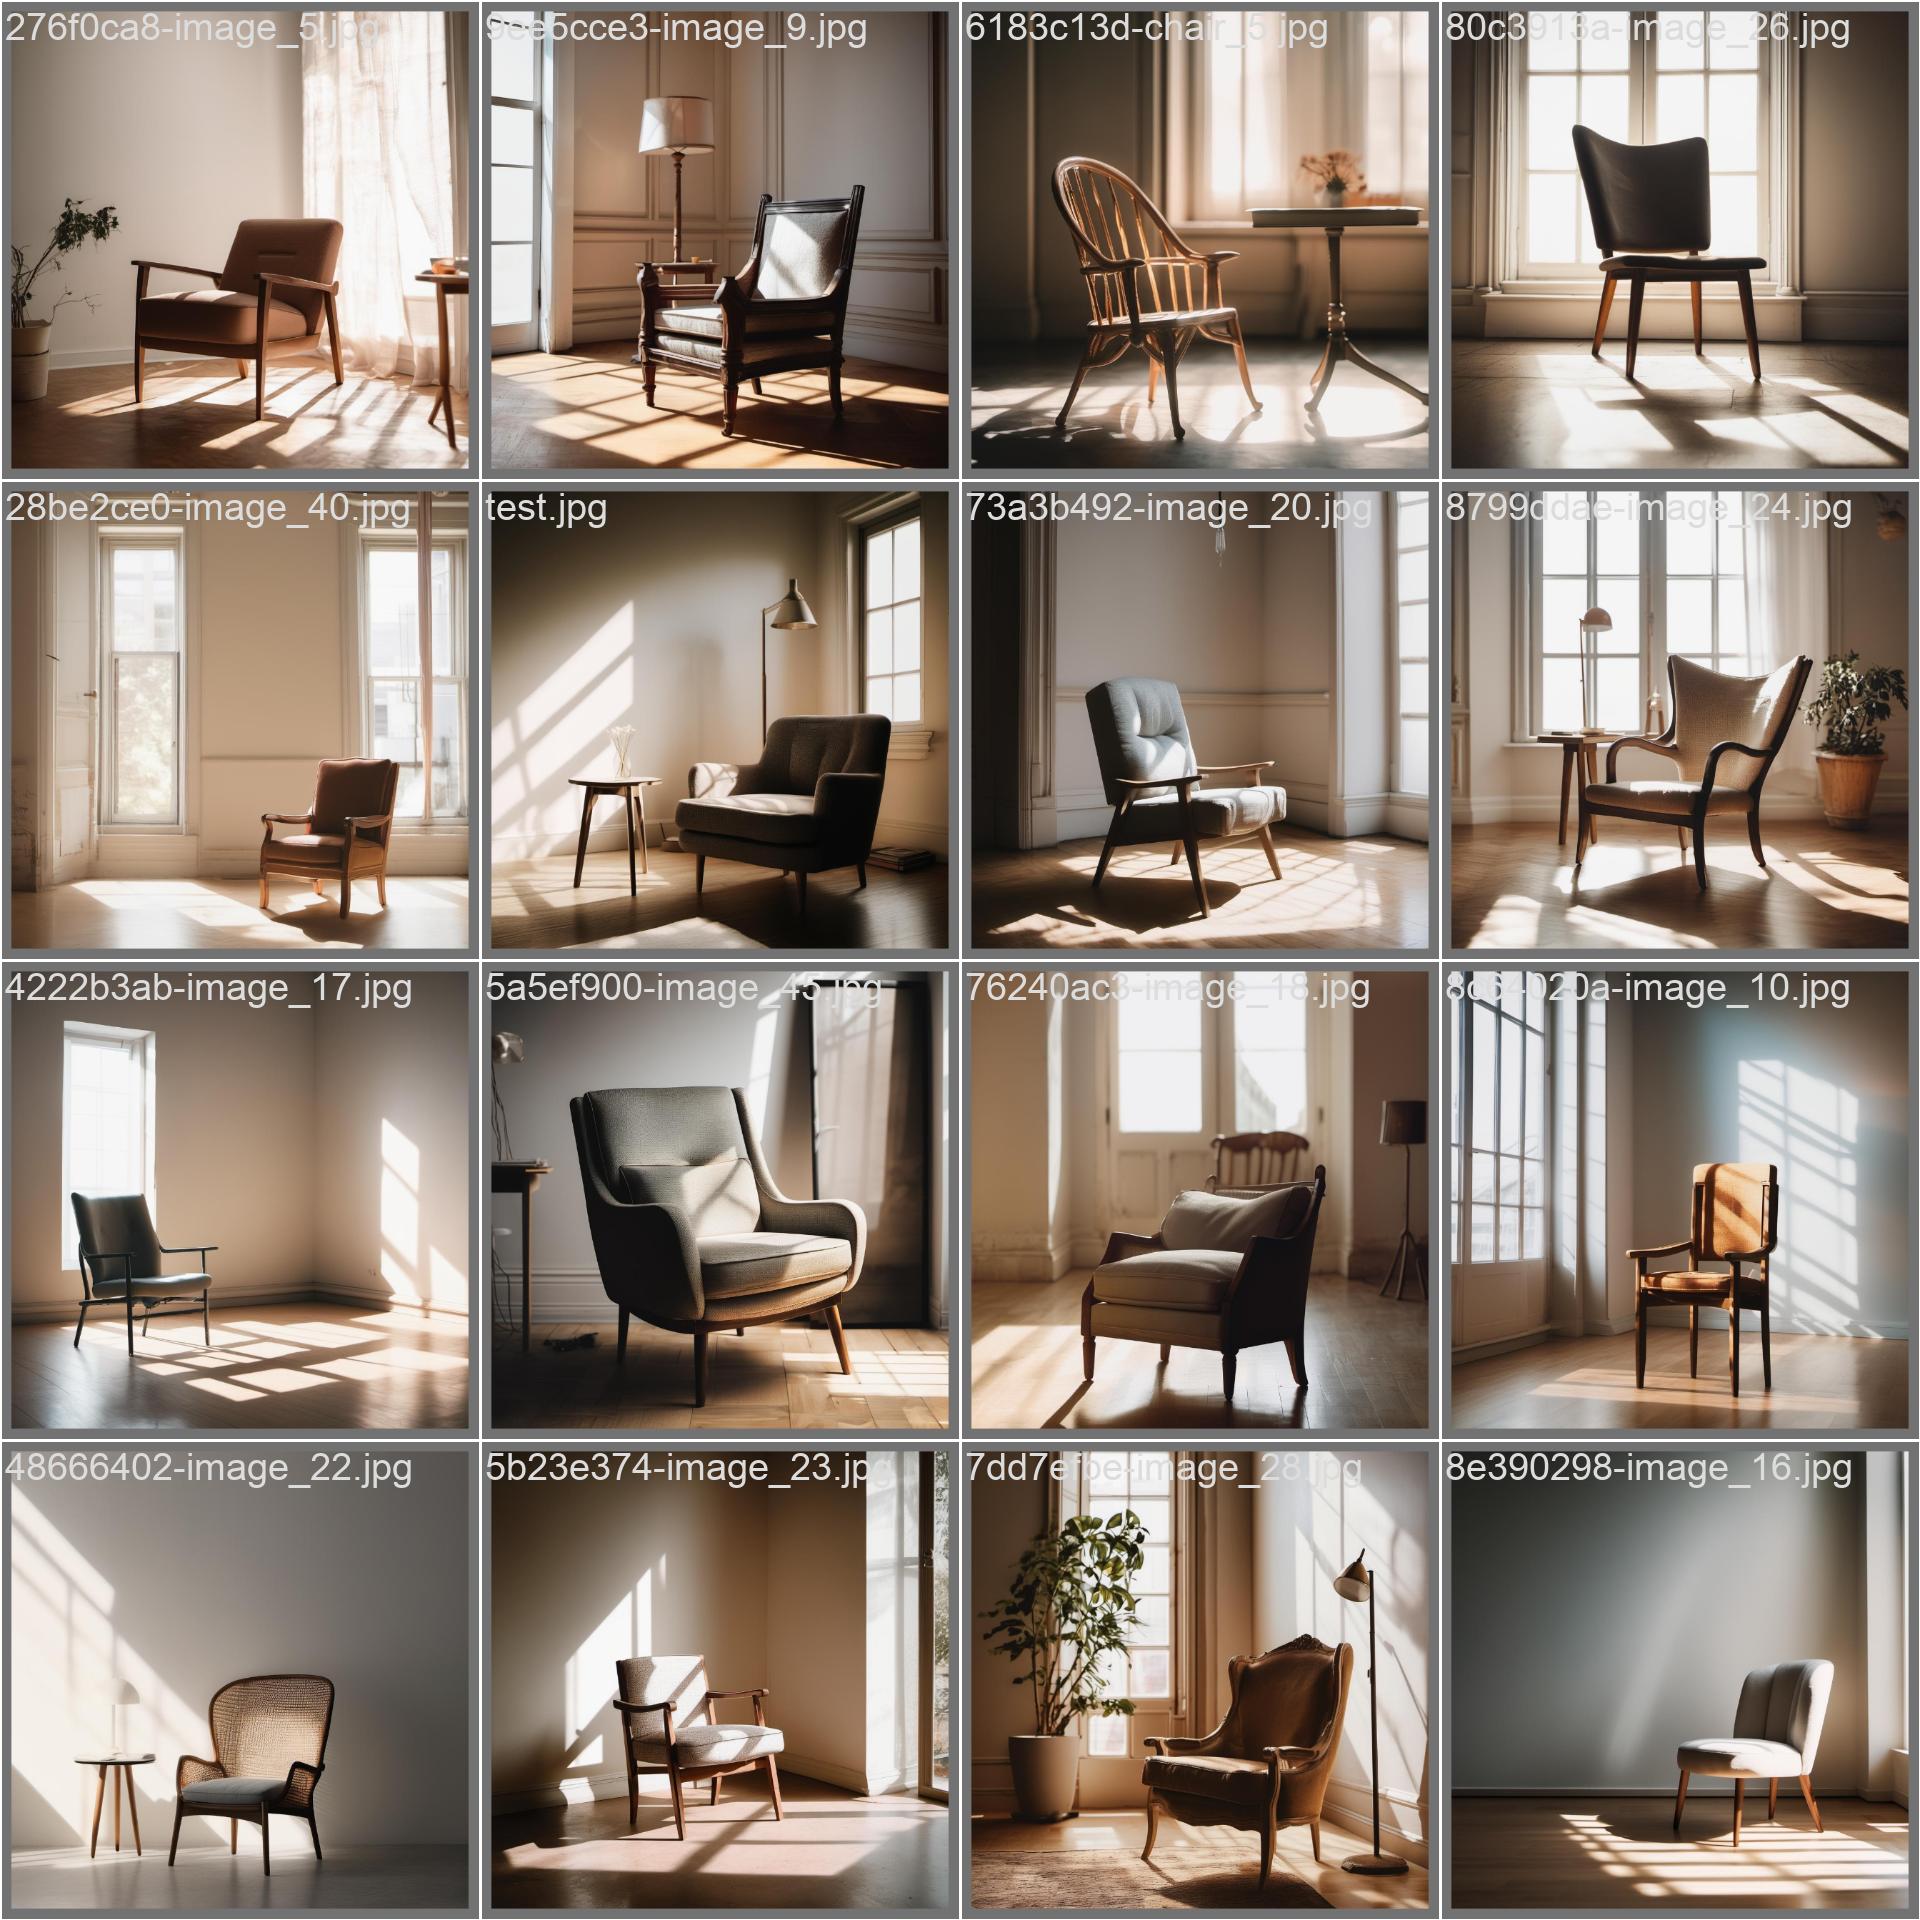 276f0ca8-image_5.jpg
9ee5cce3-image_9.jpg
6183c13d-chair_5.jpg
80c3913a-image_26.jpg
28be2ce0-image_40.jpg
test.jpg
73a3b492-image_20.jpg
8799ddae-image_24.jpg
4222b3ab-image_17.jpg
5a5ef900-image_45.jpg
76240ac3-image_18.jpg
8c64020a-image_10.jpg
48666402-image_22.jpg
5b23e374-image_23.jpg
7dd7efbe-image_28.jpg
8e390298-image_16.jpg